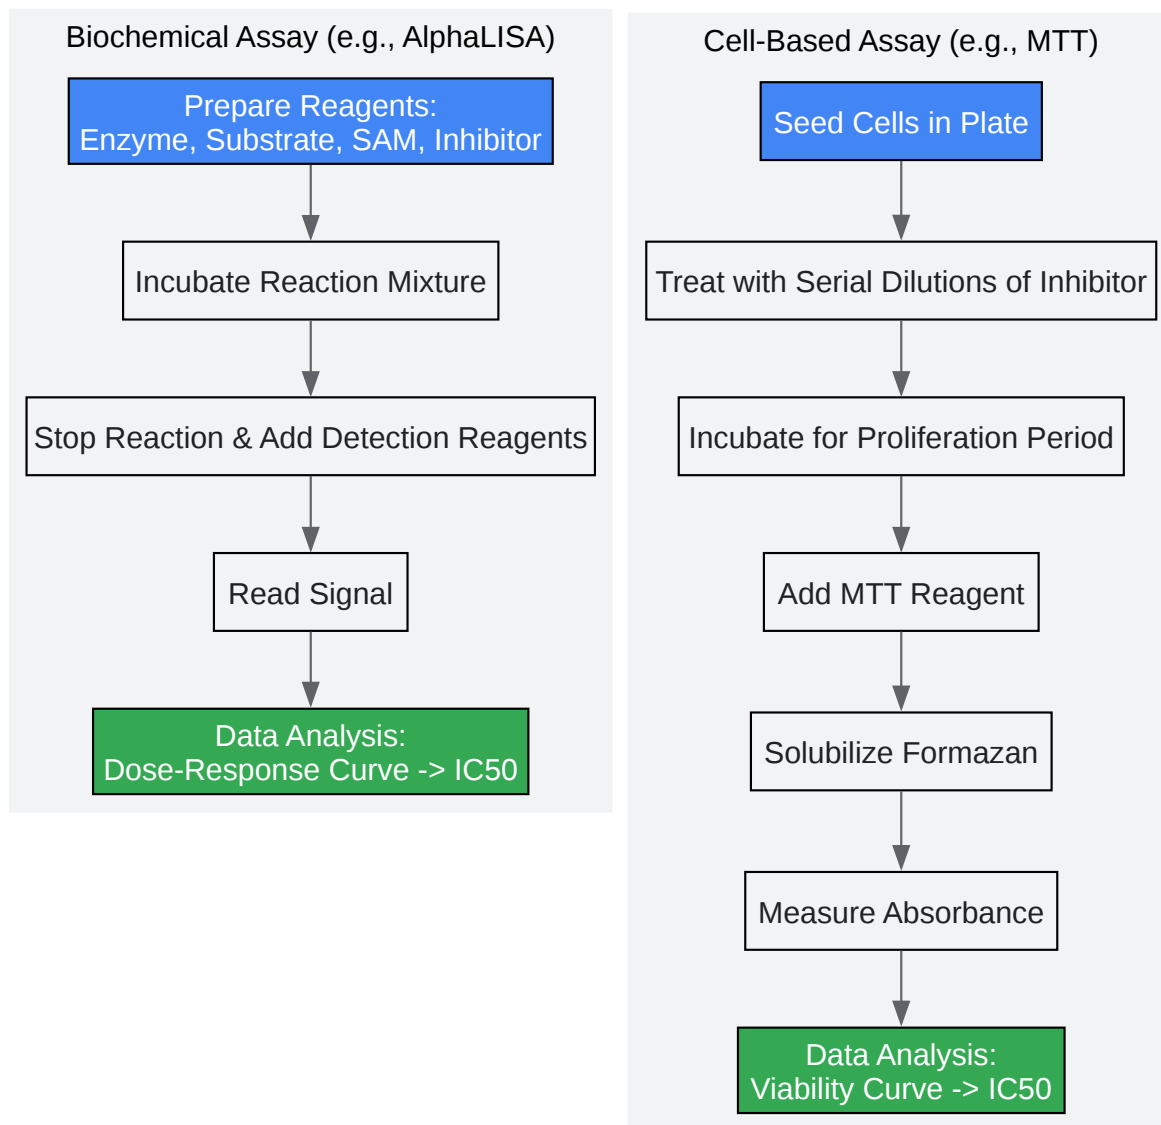 Biochemical Assay (e.g., AlphaLISA)
Prepare Reagents:
Enzyme, Substrate, SAM, Inhibitor
Incubate Reaction Mixture
Stop Reaction & Add Detection Reagents
Read Signal
Data Analysis:
Dose-Response Curve -> IC50
Cell-Based Assay (e.g., MTT)
Seed Cells in Plate
Treat with Serial Dilutions of Inhibitor
Incubate for Proliferation Period
Add MTT Reagent
Solubilize Formazan
Measure Absorbance
Data Analysis:
Viability Curve -> IC50